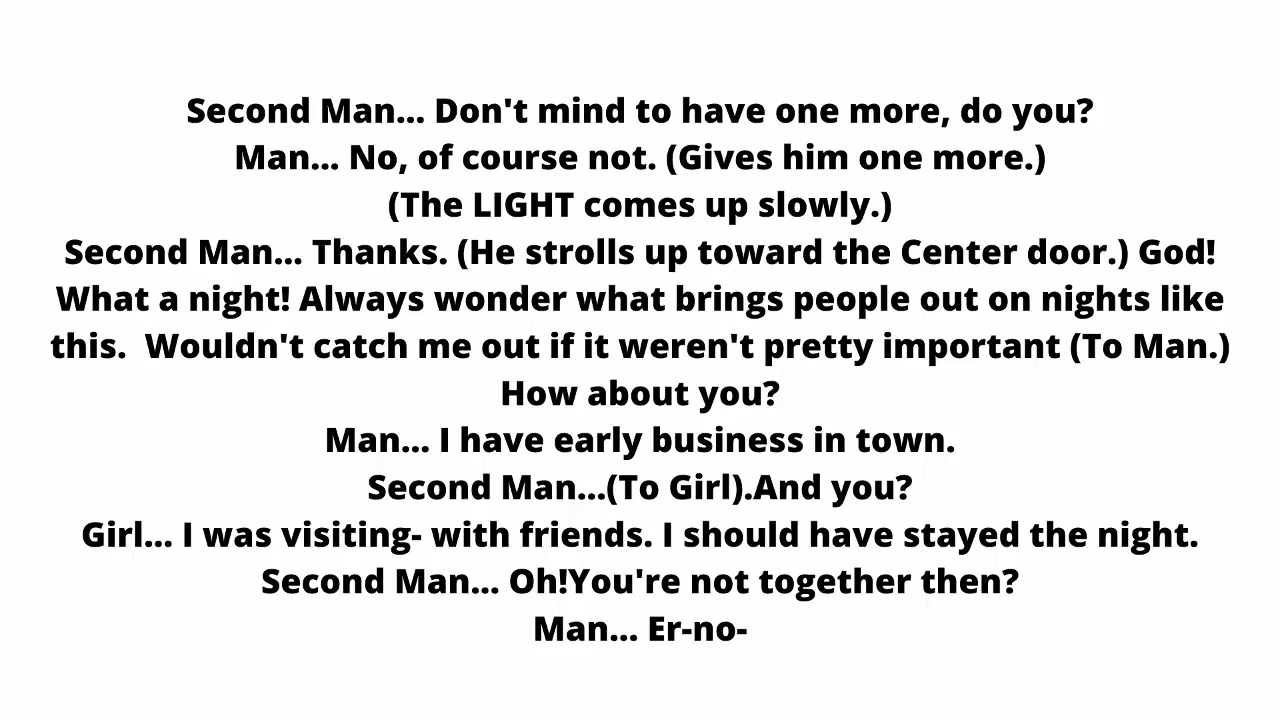 Second Man... Don't mind to have one more, do you?
Man... No, of course not. (Gives him one more.)
(The LIGHT comes up slowly.)
Second Man... Thanks. (He strolls up toward the Center door.) God!
What a night! Always wonder what brings people out on nights like
this.  Wouldn't catch me out if it weren't pretty important (To Man.)
How about you?
Man... I have early business in town.
Second Man...(To Girl).And you?
Girl... I was visiting- with friends. I should have stayed the night.
Second Man... Oh!You're not together then?
Man... Er-no-